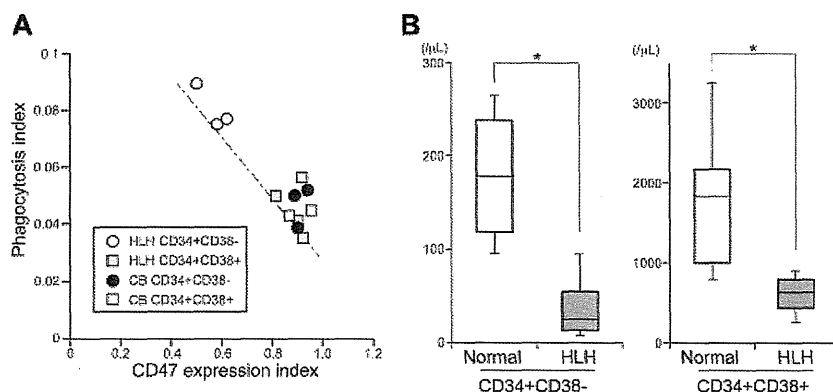 A
Phagocytosis index
0.1
0.08
0.06
0.04
0.02
0
0 0.2 0.4 0.6 0.8 1.0 1.2
CD47 expression index
HLH CD34+CD38-
HLH CD34+CD38+
CB CD34+CD38-
CB CD34+CD38+
B
(/μL)
300
200
100
0
*
Normal HLH
CD34+CD38-
(/μL)
3000
2000
1000
0
*
Normal HLH
CD34+CD38+